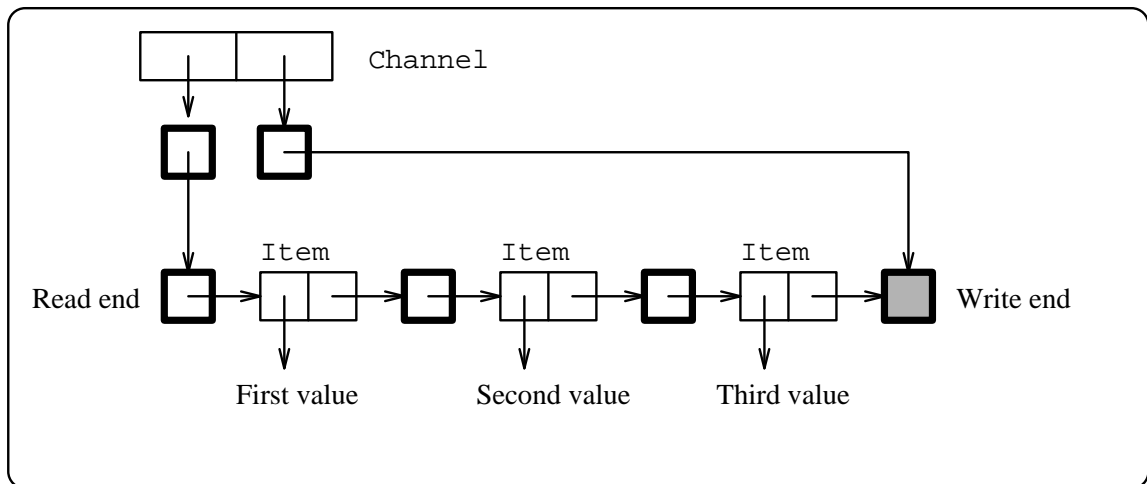 Channel
Item Item Item
Read end Write end
First value Second value Third value